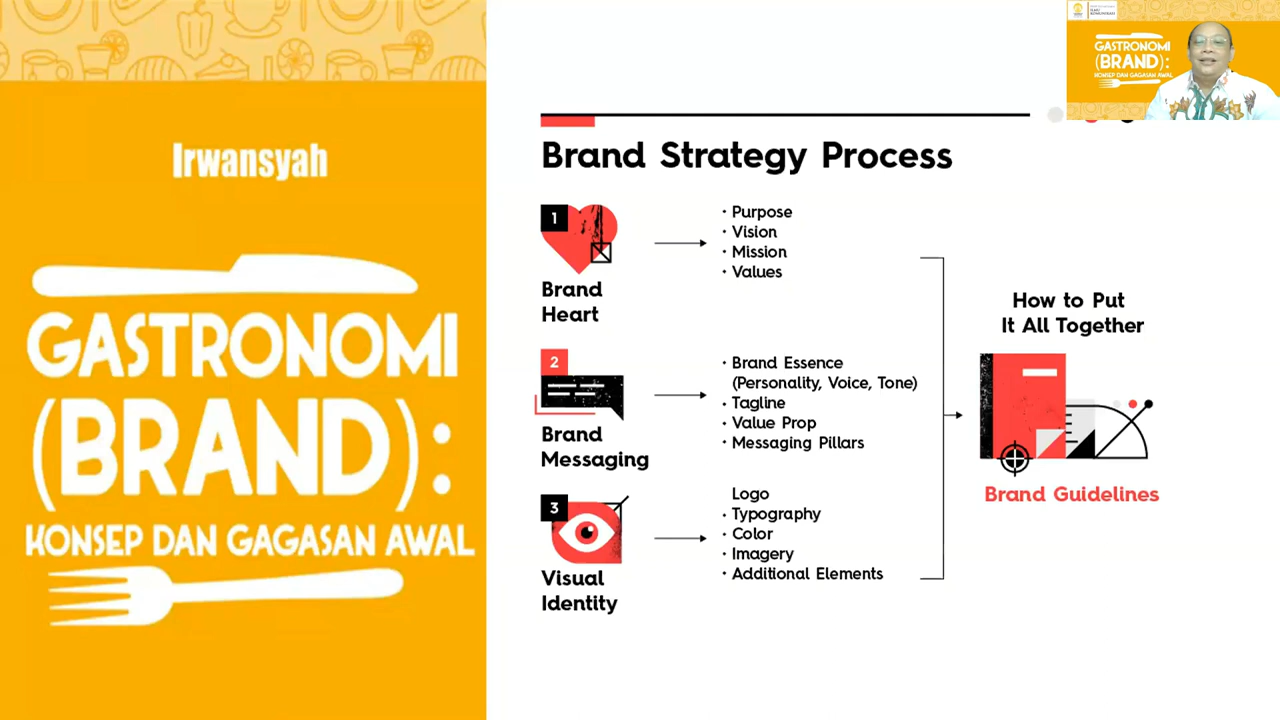 Irwansyah
GASTRONOMI
(BRAND):
KONSEP DAN GAGASAN AWAL
Brand Strategy Process
1
Brand
Heart
· Purpose
· Vision
· Mission
· Values
2
Brand
Messaging
· Brand Essence
(Personality, Voice, Tone)
· Tagline
· Value Prop
· Messaging Pillars
3
Visual
Identity
Logo
· Typography
· Color
· Imagery
· Additional Elements
How to Put
It All Together
Brand Guidelines
GASTRONOMI
(BRAND):
KONSEP DAN GAGASAN AWAL